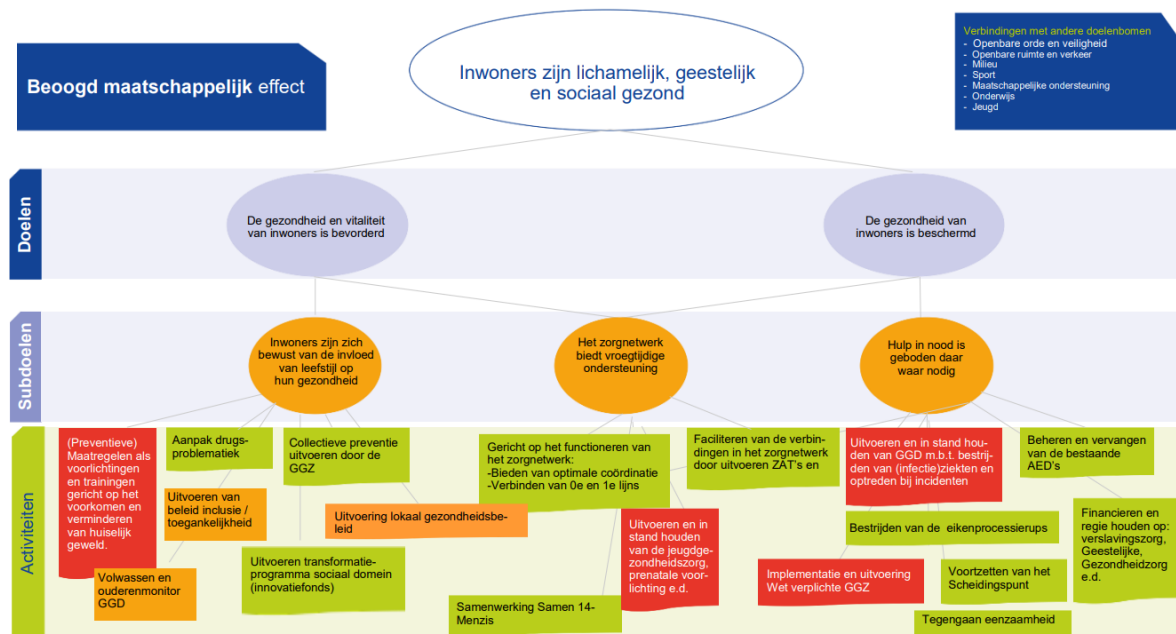 Beoogd maatschappelijk effect
Inwoners zijn lichamelijk, geestelijk
en sociaal gezond
Verbindingen met andere doelenbomen
- Openbare orde en veiligheid
- Openbare ruimte en verkeer
- Milieu
- Sport
- Maatschappelijke ondersteuning
- Onderwijs
- Jeugd
Doelen
De gezondheid en vitaliteit
van inwoners is bevorderd
De gezondheid van
inwoners is beschermd
Subdoelen
Inwoners zijn zich
bewust van de invloed
van leefstijl op
hun gezondheid
Het zorgnetwerk
biedt vroegtijdige
ondersteuning
Hulp in nood is
geboden daar
waar nodig
Activiteiten
(Preventieve)
Maatregelen als
voorlichtingen
en trainingen
gericht op het
voorkomen en
verminderen
van huiselijk
geweld.
Aanpak drugs-
problematiek
Collectieve preventie
uitvoeren door de
GGZ
Uitvoeren van
beleid inclusie /
toegankelijkheid
Uitvoering lokaal gezondheidsbe-
leid
Volwassen en
ouderenmonitor
GGD
Uitvoeren transformatie-
programma sociaal domein
(innovatiefonds)
Gericht op het functioneren van
het zorgnetwerk:
-Bieden van optimale coördinatie
-Verbinden van 0e en 1e lijns
Faciliteren van de verbin-
dingen in het zorgnetwerk
door uitvoeren ZAT's en
Uitvoeren en in
stand houden
van de jeugdge-
zondheidszorg,
prenatale voor-
lichting e.d.
Samenwerking Samen 14-
Menzis
Uitvoeren en in stand hou-
den van GGD m.b.t. bestrij-
den van (infectie)ziekten en
optreden bij incidenten
Beheren en vervangen
van de bestaande
AED's
Bestrijden van de eikenprocessierups
Financieren en
regie houden op:
verslavingszorg,
Geestelijke,
Gezondheidzorg
e.d.
Implementatie en uitvoering
Wet verplichte GGZ
Voortzetten van het
Scheidingspunt
Tegengaan eenzaamheid